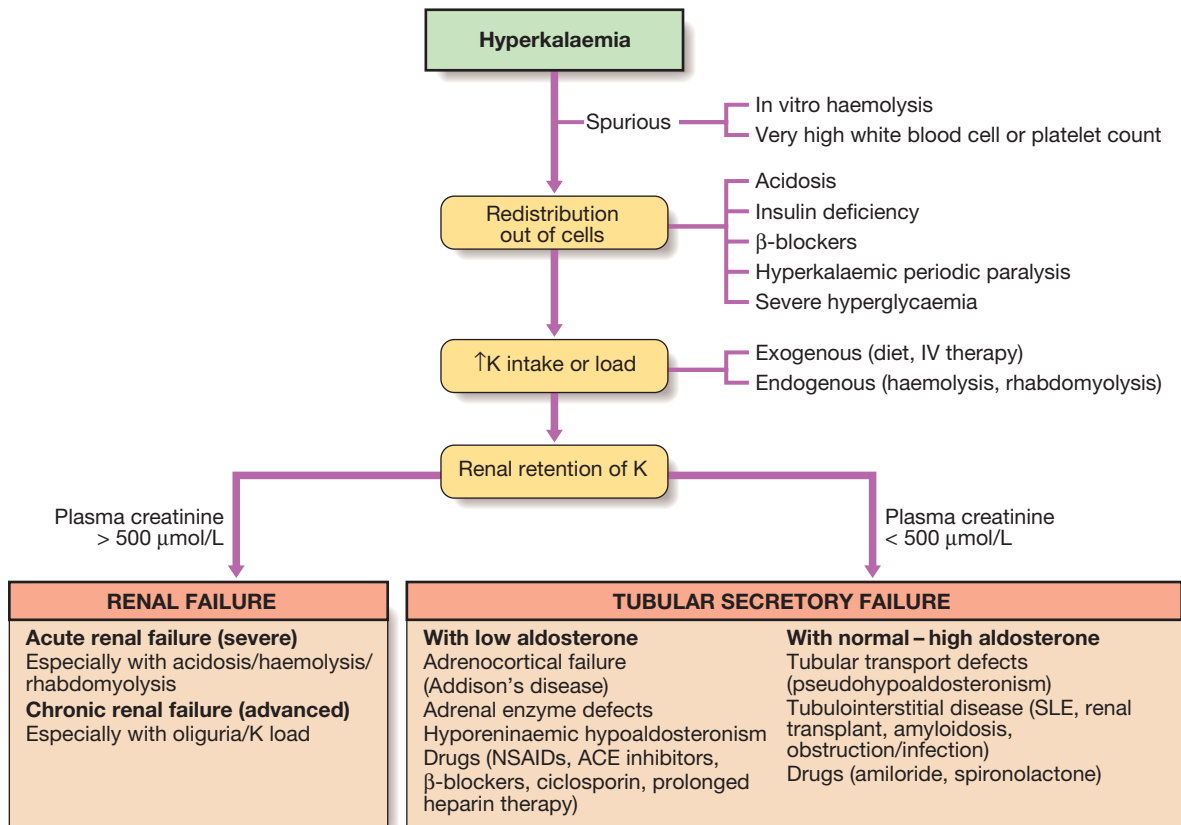 Hyperkalaemia
Spurious
In vitro haemolysis
Very high white blood cell or platelet count
Redistribution
out of cells
Acidosis
Insulin deficiency
β-blockers
Hyperkalaemic periodic paralysis
Severe hyperglycaemia
↑K intake or load
Exogenous (diet, IV therapy)
Endogenous (haemolysis, rhabdomyolysis)
Renal retention of K
Plasma creatinine
> 500 μmol/L
Plasma creatinine
< 500 μmol/L
RENAL FAILURE
Acute renal failure (severe)
Especially with acidosis/haemolysis/
rhabdomyolysis
Chronic renal failure (advanced)
Especially with oliguria/K load
TUBULAR SECRETORY FAILURE
With low aldosterone
Adrenocortical failure
(Addison's disease)
Adrenal enzyme defects
Hyporeninaemic hypoaldosteronism
Drugs (NSAIDs, ACE inhibitors,
β-blockers, ciclosporin, prolonged
heparin therapy)
With normal – high aldosterone
Tubular transport defects
(pseudohypoaldosteronism)
Tubulointerstitial disease (SLE, renal
transplant, amyloidosis,
obstruction/infection)
Drugs (amiloride, spironolactone)